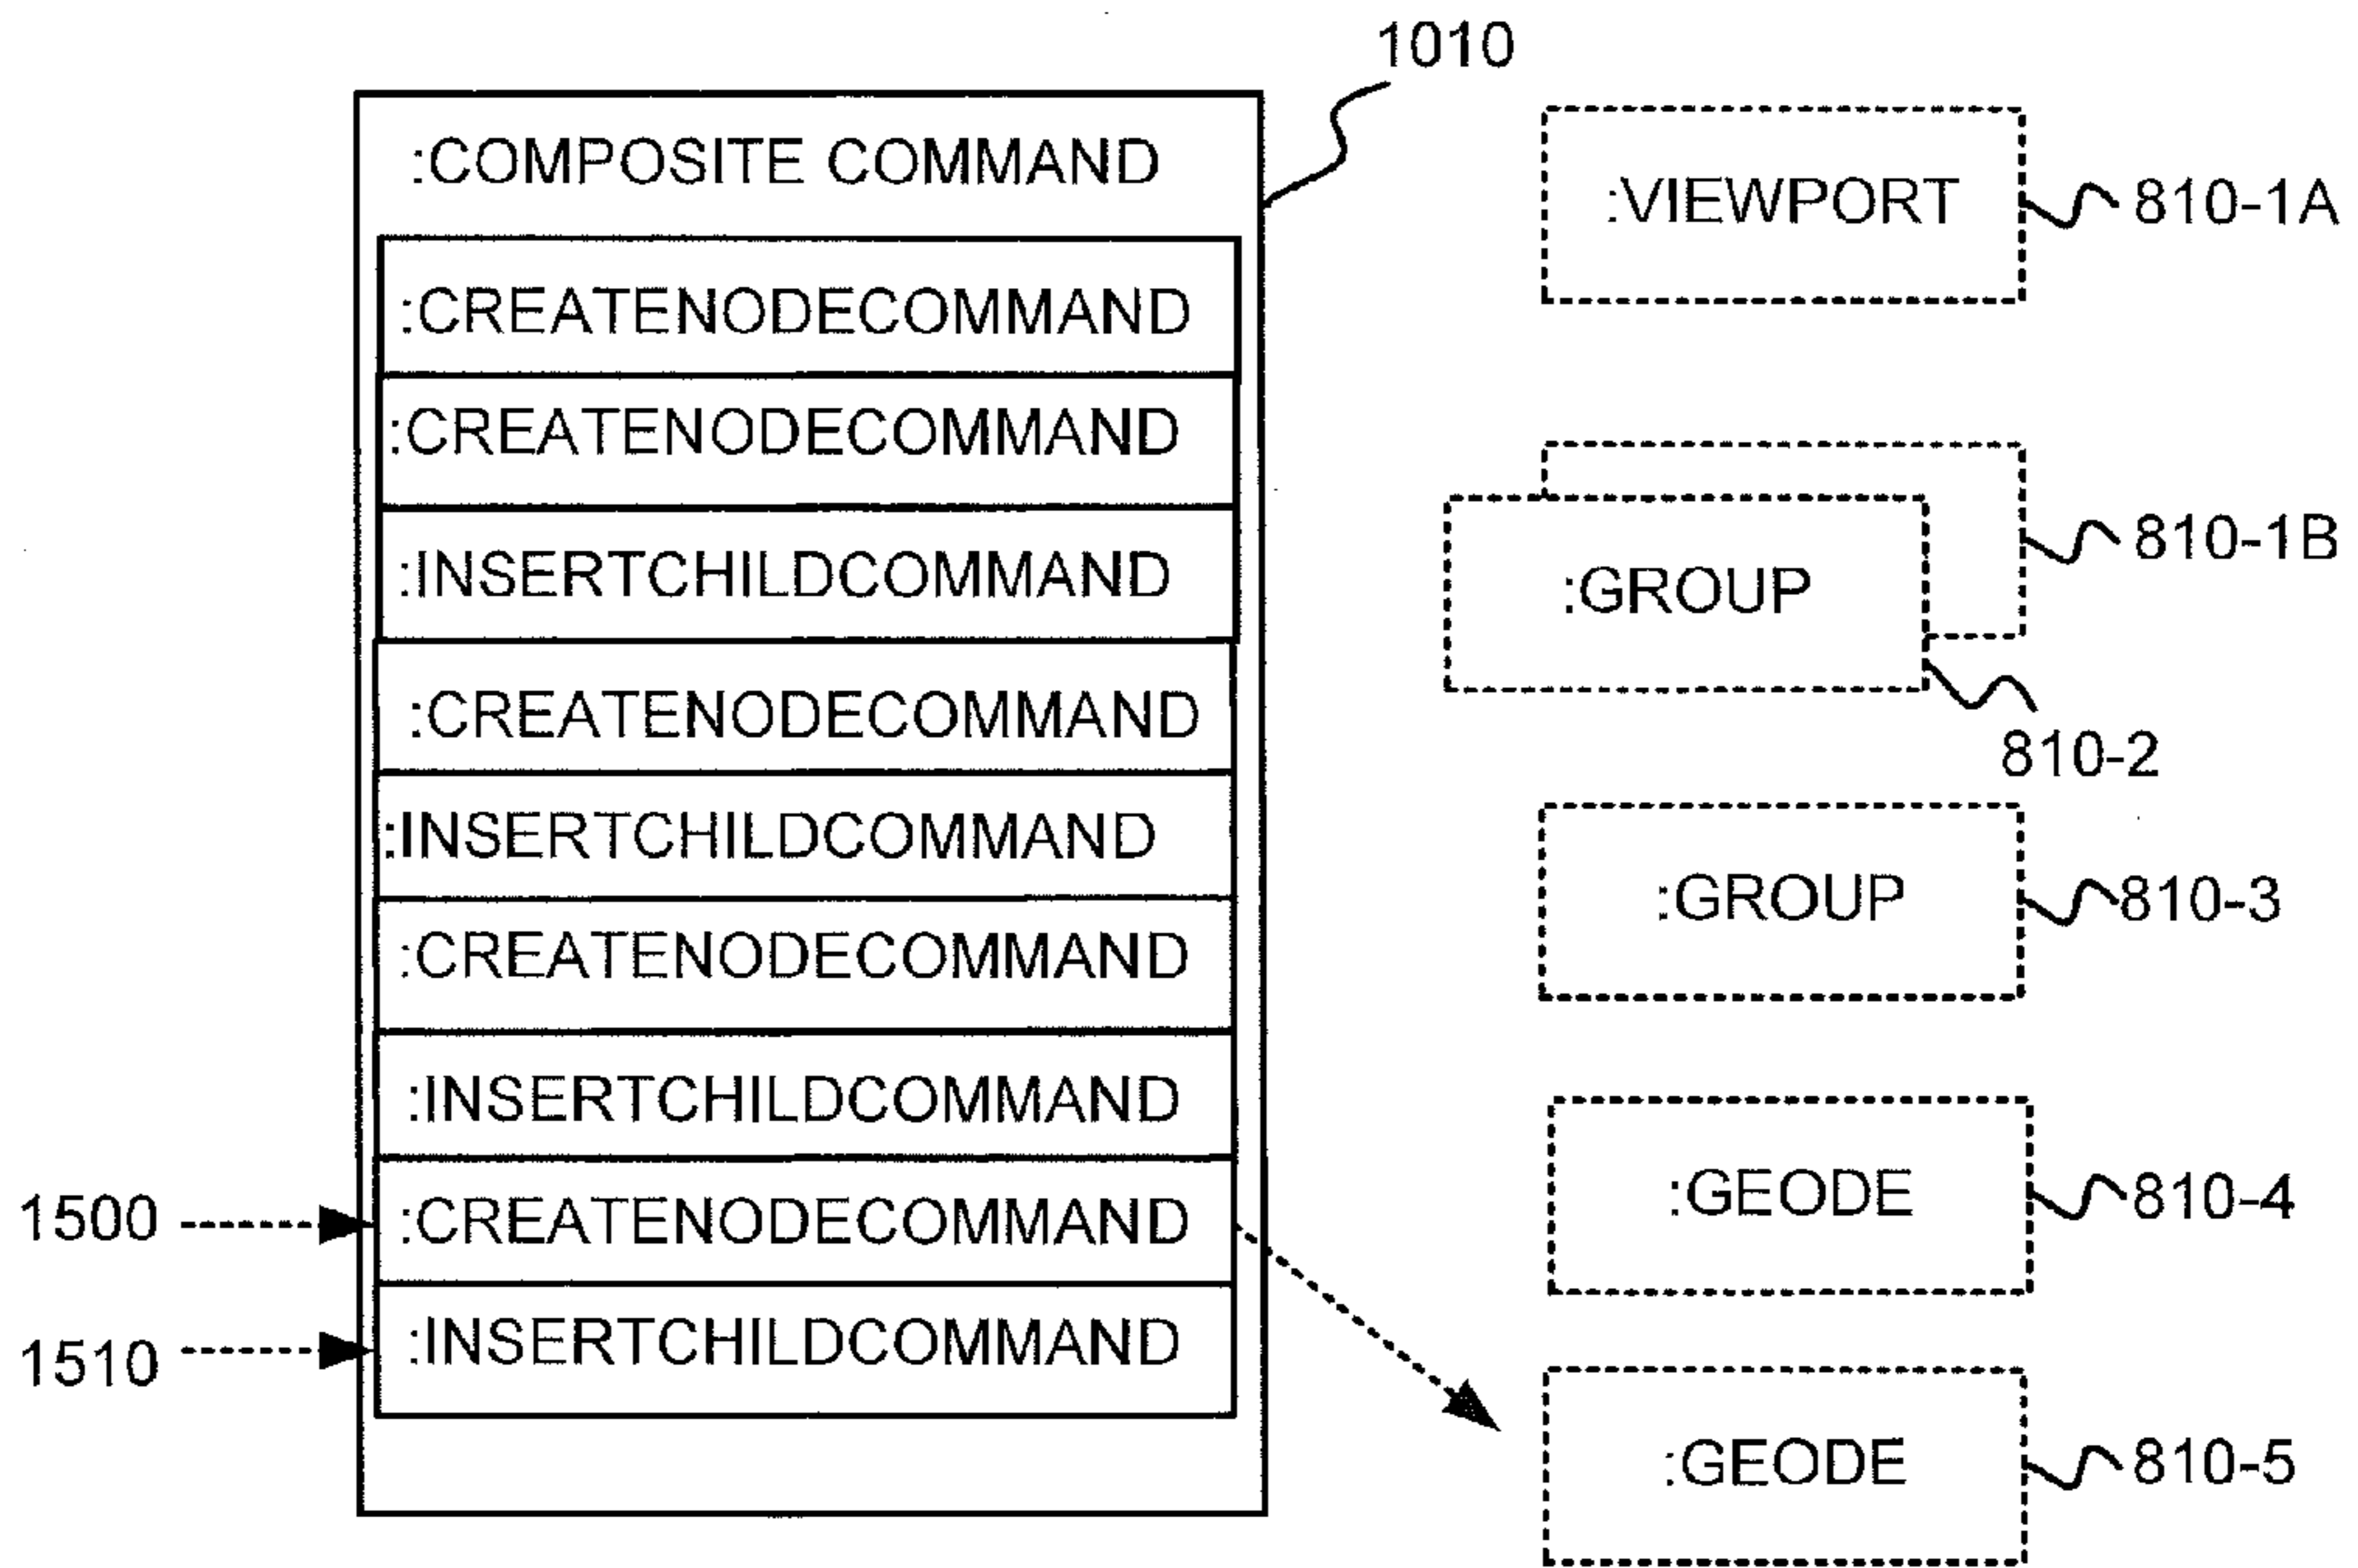 1010
:COMPOSITE COMMAND
:CREATENODECOMMAND
:CREATENODECOMMAND
:INSERTCHILDCOMMAND
:CREATENODECOMMAND
:INSERTCHILDCOMMAND
:CREATENODECOMMAND
:INSERTCHILDCOMMAND
1500
:CREATENODECOMMAND
1510
:INSERTCHILDCOMMAND
:VIEWPORT
810-1A
810-1B
:GROUP
810-2
:GROUP
810-3
:GEODE
810-4
:GEODE
810-5